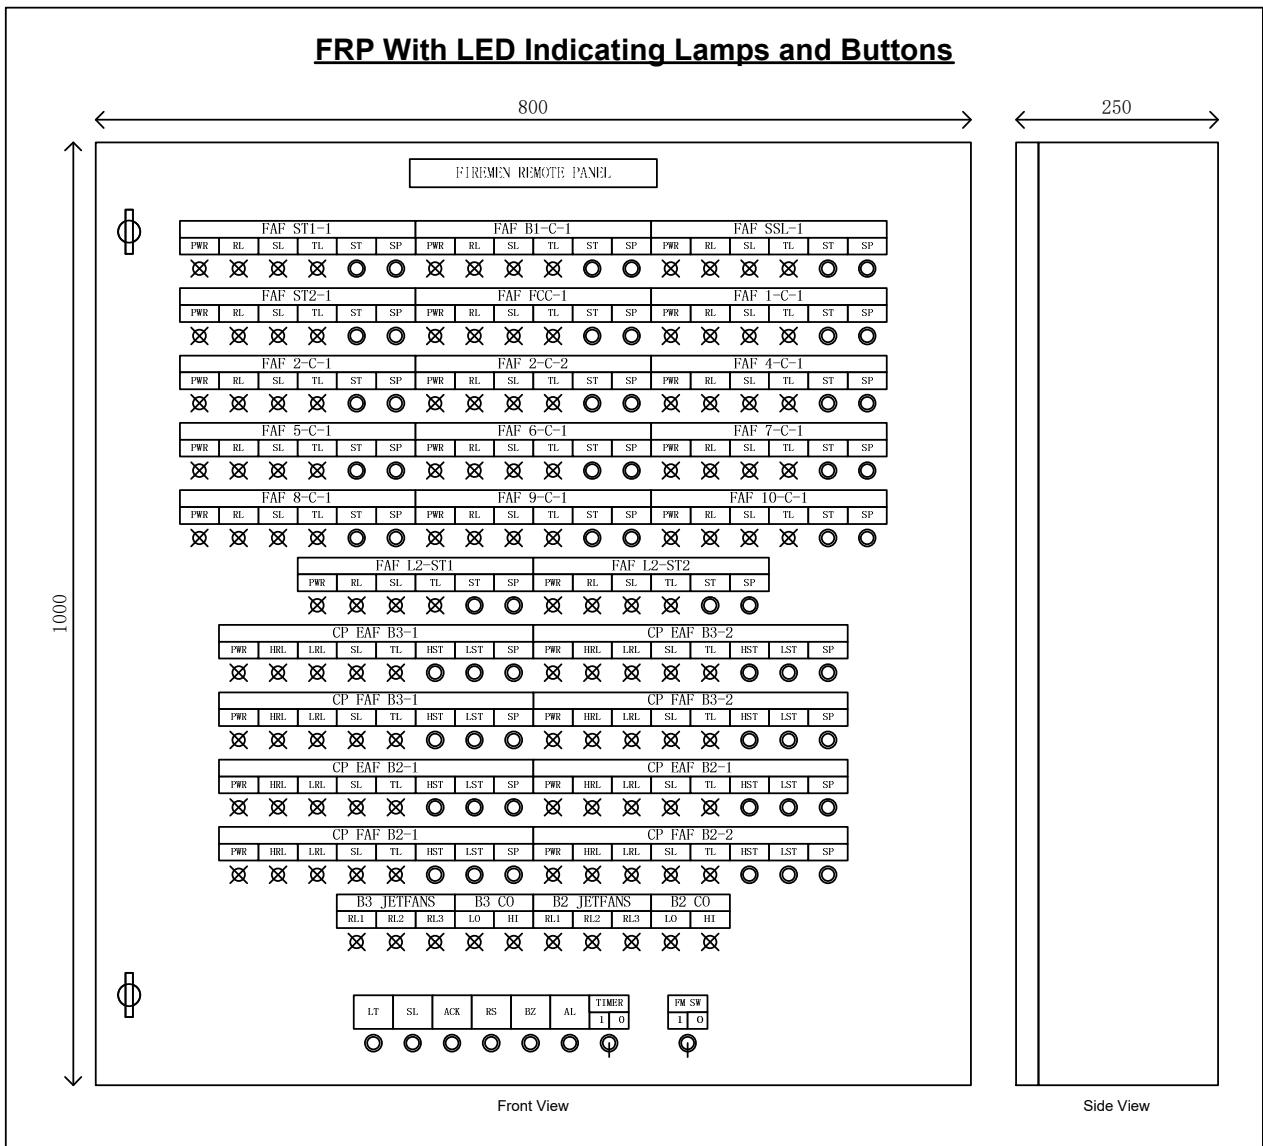 FRP With LED Indicating Lamps and Buttons
800 250
FIREMEN REMOTE PANEL
FAF ST1-1 FAF B1-C-1 FAF SSL-1
PWR RL SL TL ST SP PWR RL SL TL ST SP PWR RL SL TL ST SP
FAF ST2-1 FAF FCC-1 FAF 1-C-1
PWR RL SL TL ST SP PWR RL SL TL ST SP PWR RL SL TL ST SP
FAF 2-C-1 FAF 2-C-2 FAF 4-C-1
PWR RL SL TL ST SP PWR RL SL TL ST SP PWR RL SL TL ST SP
FAF 5-C-1 FAF 6-C-1 FAF 7-C-1
PWR RL SL TL ST SP PWR RL SL TL ST SP PWR RL SL TL ST SP
FAF 8-C-1 FAF 9-C-1 FAF 10-C-1
PWR RL SL TL ST SP PWR RL SL TL ST SP PWR RL SL TL ST SP
FAF L2-ST1 FAF L2-ST2
PWR RL SL TL ST SP PWR RL SL TL ST SP
1000
CP EAF B3-1 CP EAF B3-2
PWR HRL LRL SL TL HST LST SP PWR HRL LRL SL TL HST LST SP
CP FAF B3-1 CP FAF B3-2
PWR HRL LRL SL TL HST LST SP PWR HRL LRL SL TL HST LST SP
CP EAF B2-1 CP EAF B2-1
PWR HRL LRL SL TL HST LST SP PWR HRL LRL SL TL HST LST SP
CP FAF B2-1 CP FAF B2-2
PWR HRL LRL SL TL HST LST SP PWR HRL LRL SL TL HST LST SP
B3 JETFANS B3 CO B2 JETFANS B2 CO
RL1 RL2 RL3 LO HI RL1 RL2 RL3 LO HI
LT SL ACK RS BZ AL TIMER FM SW
1 0 1 0
Front View Side View